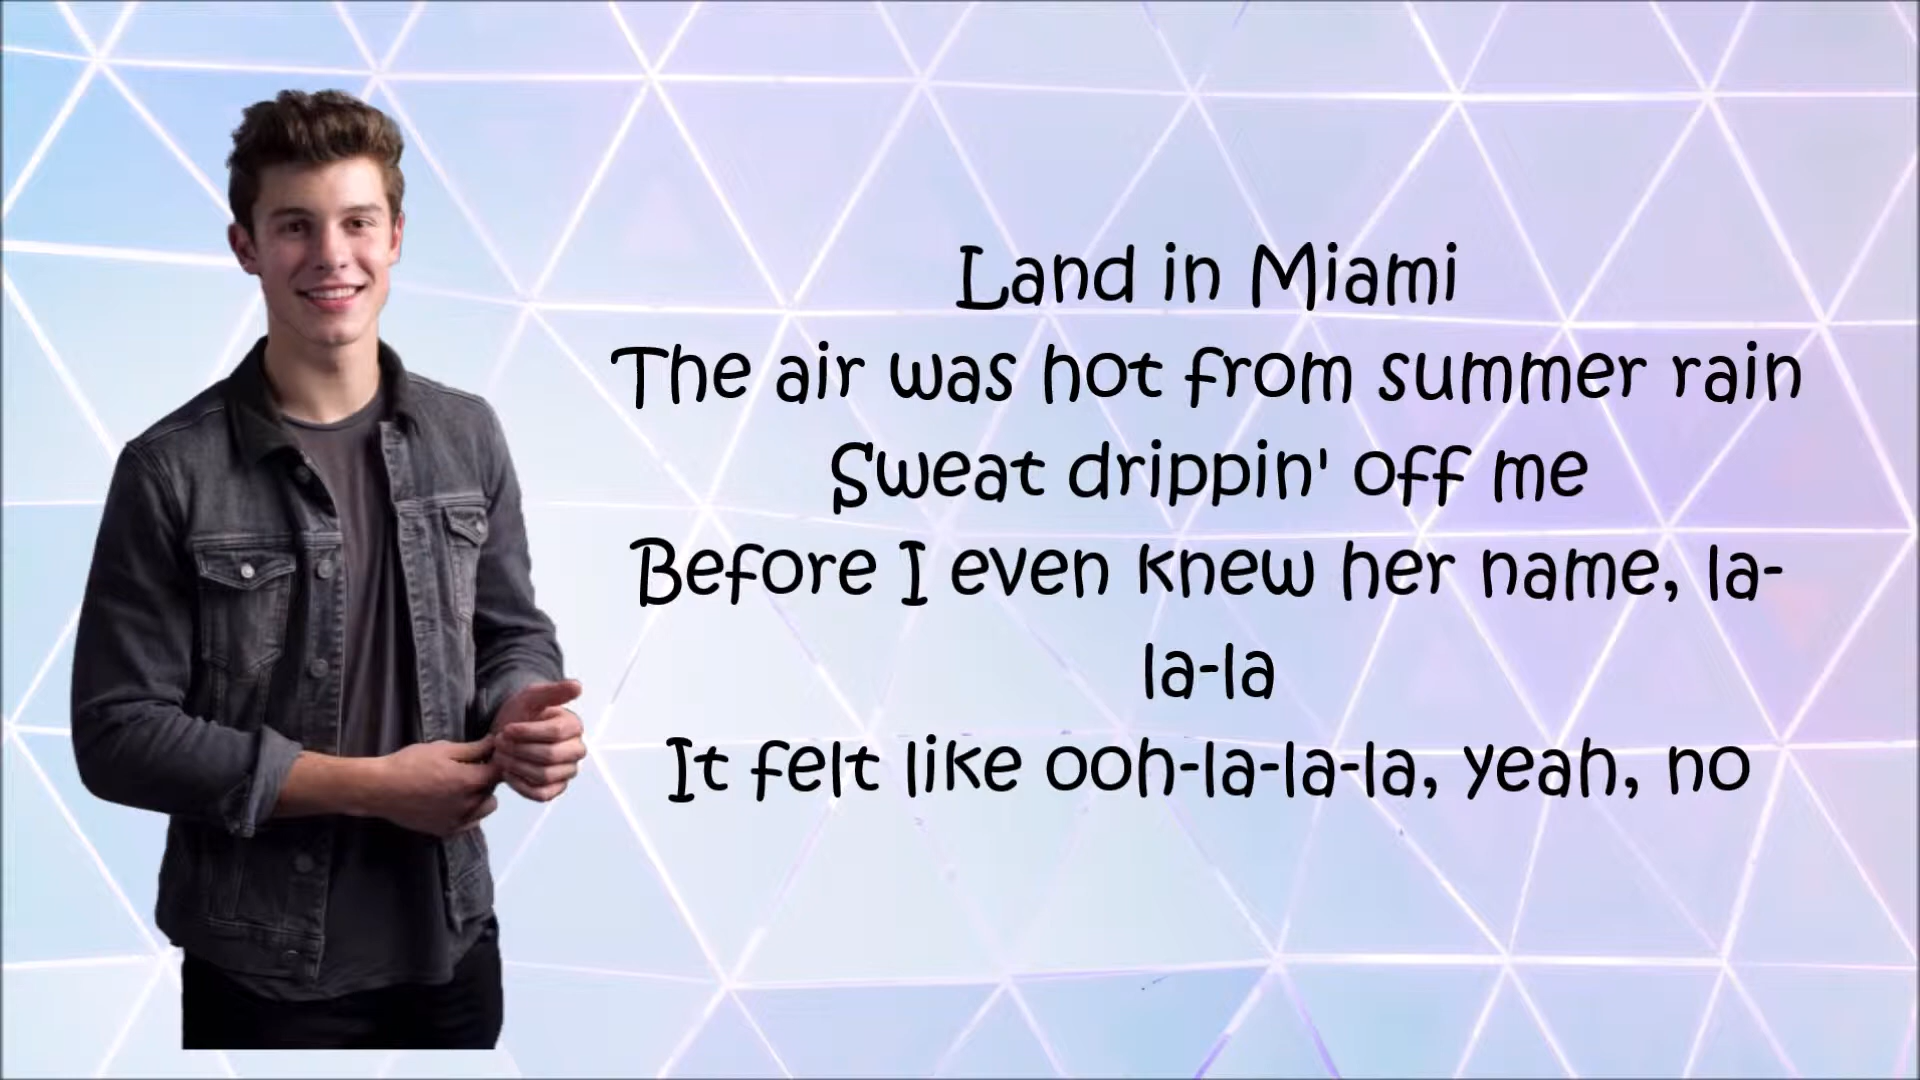 Land in Miami
The air was hot from summer rain
Sweat drippin' off me
Before I even knew her name, la-
la-la
It felt like ooh-la-la-la, yeah, no